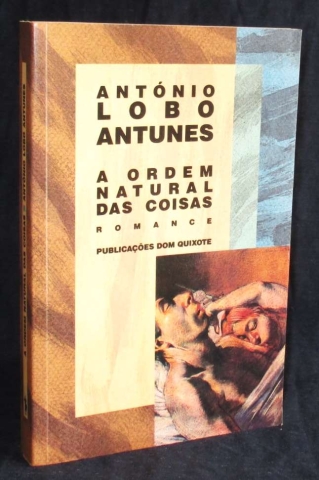 ANTÓNIO
LOBO
ANTUNES
A ORDEM
NATURAL
DAS COISAS
ROMANCE
PUBLICAÇÕES DOM QUIXOTE